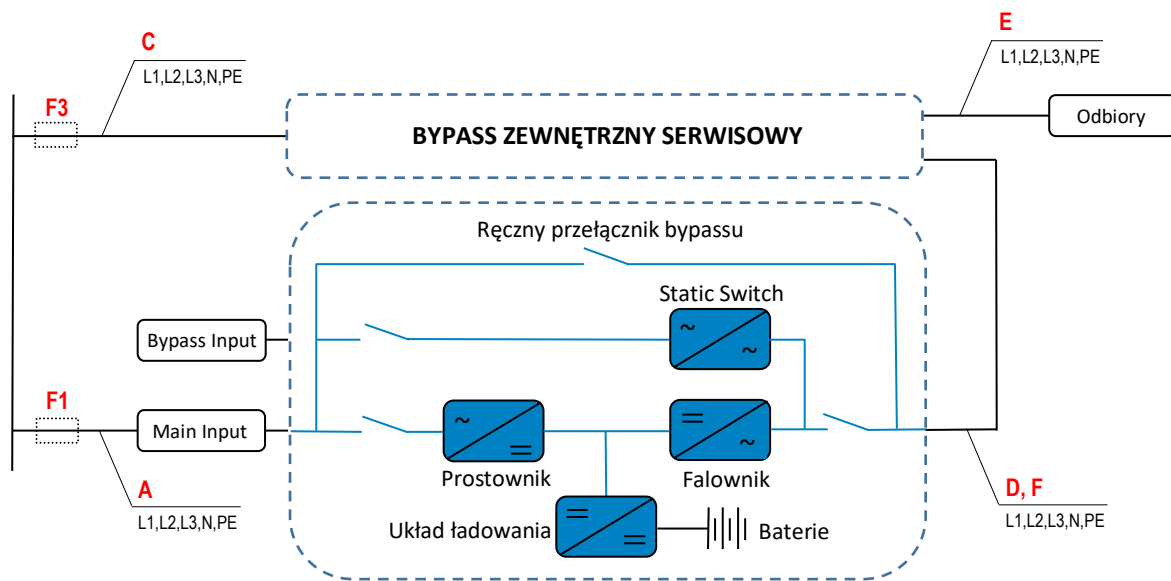 C
L1,L2,L3,N,PE
E
L1,L2,L3,N,PE
F3
BYPASS ZEWNĘTRZNY SERWISOWY
Odbiory
Ręczny przełącznik bypassu
Static Switch
~
~
Bypass Input
F1
Main Input
~
=
=
~
Prostownik
Falownik
A
L1,L2,L3,N,PE
D, F
L1,L2,L3,N,PE
Układ ładowania
=
=
Baterie